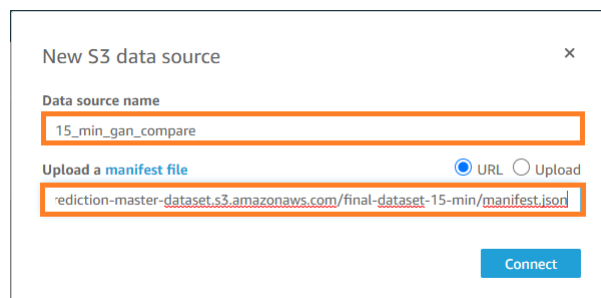 New S3 data source ×
Data source name
15_min_gan_compare
Upload a manifest file URL Upload
rediction-master-dataset.s3.amazonaws.com/final-dataset-15-min/manifest.json
Connect